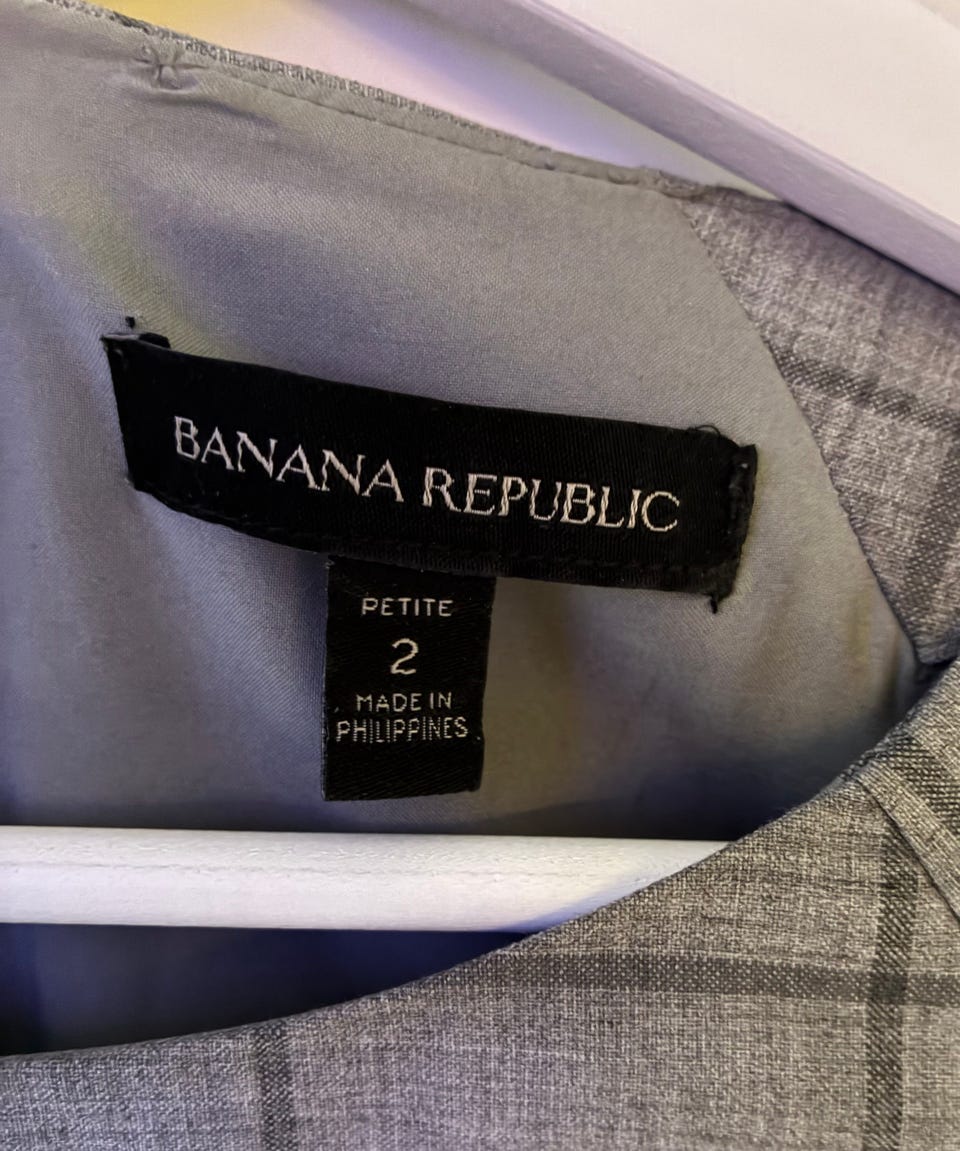 BANANA REPUBLIC
PETITE
2
MADE IN
PHILIPPINES